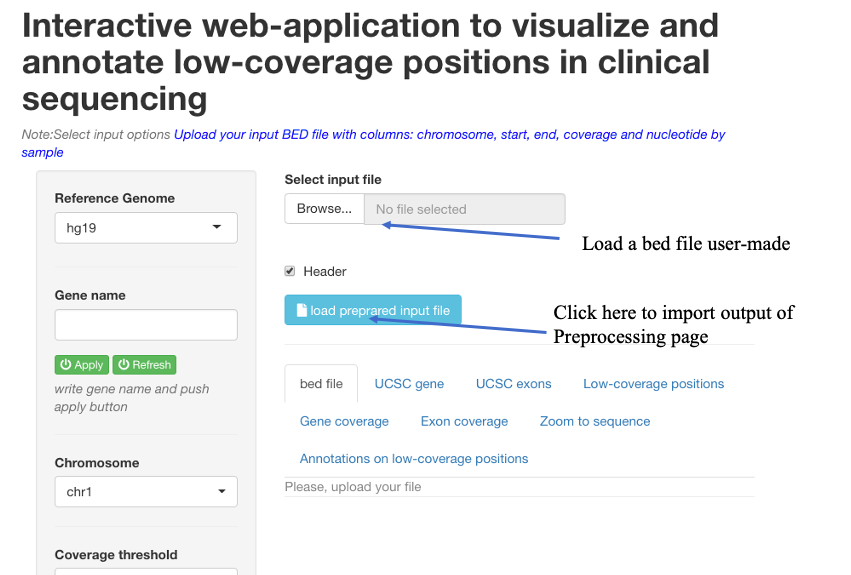 Interactive web-application to visualize and
annotate low-coverage positions in clinical
sequencing
Note:Select input options Upload your input BED file with columns: chromosome, start, end, coverage and nucleotide by
sample
Reference Genome
hg19
Gene name
Apply Refresh
write gene name and push
apply button
Chromosome
chr1
Coverage threshold
Select input file
Browse... No file selected
Load a bed file user-made
Header
load preprared input file
Click here to import output of
Preprocessing page
bed file UCSC gene UCSC exons Low-coverage positions
Gene coverage Exon coverage Zoom to sequence
Annotations on low-coverage positions
Please, upload your file